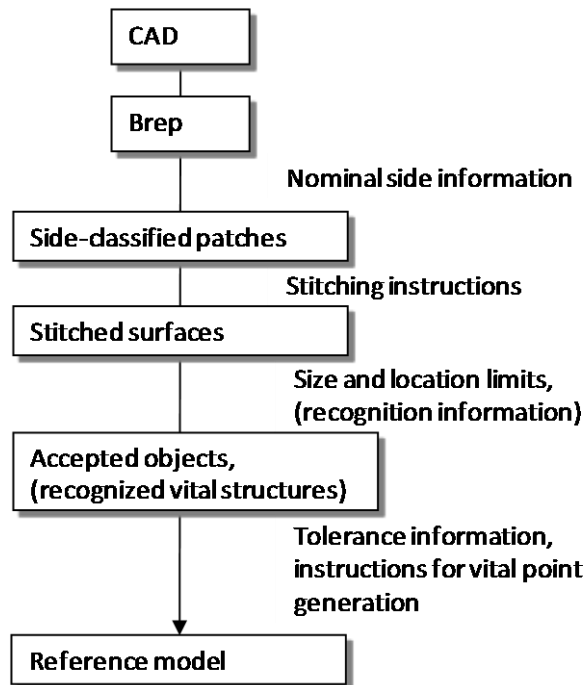 CAD
Brep
Nominal side information
Side-classified patches
Stitching instructions
Stitched surfaces
Size and location limits,
(recognition information)
Accepted objects,
(recognized vital structures)
Tolerance information,
instructions for vital point
generation
Reference model